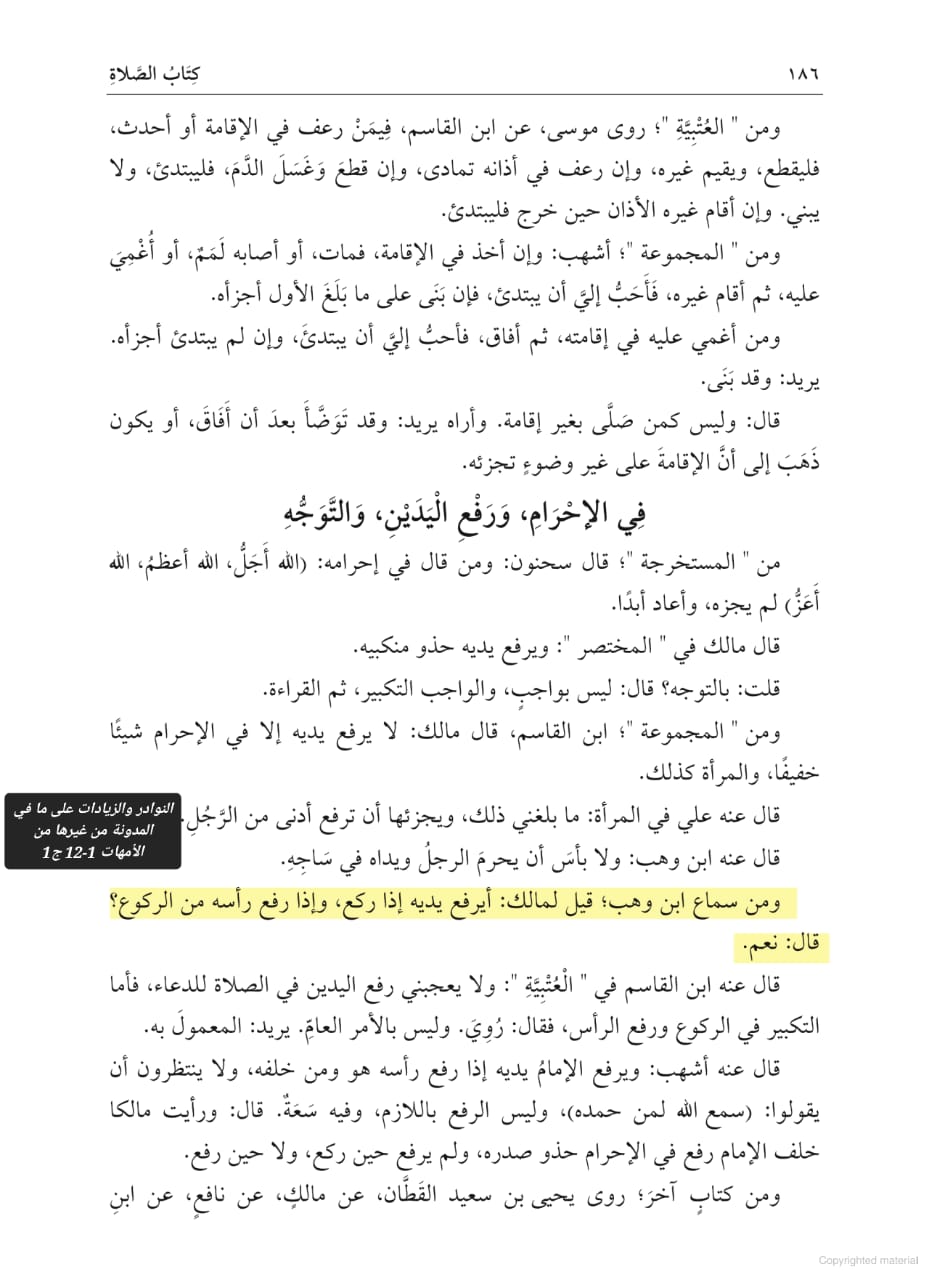 ١٨٦
كِتَابُ الصَّلاةِ
ومن " العُتْبِيَّةِ "؛ روى موسى، عن ابن القاسم، فِيمَنْ رعف في الإقامة أو أحدث،
فليقطع، ويقيم غيره، وإن رعف في أذانه تمادى، وإن قطعَ وَغَسَلَ الدَّمَ، فليبتدئ، ولا
يبني. وإن أقام غيره الأذان حين خرج فليبتدئ.
ومن " المجموعة "؛ أشهب: وإن أخذ في الإقامة، فمات، أو أصابه لَمَمٌ، أو أُغْمِيَ
عليه، ثم أقام غيره، فَأَحَبُّ إليَّ أن يبتدئ، فإن بَنَى على ما بَلَغَ الأول أجزأه.
ومن أغمي عليه في إقامته، ثم أفاق، فأحبُّ إليَّ أن يبتدئَ، وإن لم يبتدئ أجزأه.
يريد: وقد بَنَى.
قال: وليس كمن صَلَّى بغير إقامة. وأراه يريد: وقد تَوَضَّأَ بعدَ أن أَفَاقَ، أو يكون
ذَهَبَ إلى أنَّ الإقامةَ على غير وضوءٍ تجزئه.
فِي الإحْرَامِ، وَرَفْعِ الْيَدَيْنِ، وَالتَّوَجُّهِ
من " المستخرجة "؛ قال سحنون: ومن قال في إحرامه: (الله أَجَلُّ، الله أعظمُ، الله
أَعَزُّ) لم يجزه، وأعاد أبدًا.
قال مالك في " المختصر ": ويرفع يديه حذو منكبيه.
قلت: بالتوجه؟ قال: ليس بواجبٍ، والواجب التكبير، ثم القراءة.
ومن " المجموعة "؛ ابن القاسم، قال مالك: لا يرفع يديه إلا في الإحرام شيئًا
خفيفًا، والمرأة كذلك.
قال عنه علي في المرأة: ما بلغني ذلك، ويجزئها أن ترفع أدنى من الرَّجُلِ.
قال عنه ابن وهب: ولا بأسَ أن يحرمَ الرجلُ ويداه في سَاجِهِ.
النوادر والزيادات على ما في
المدونة من غيرها من
الأمهات 1-12 ج1
ومن سماع ابن وهب؛ قيل لمالك: أيرفع يديه إذا ركع، وإذا رفع رأسه من الركوع؟
قال: نعم.
قال عنه ابن القاسم في " الْعُتْبِيَّةِ ": ولا يعجبني رفع اليدين في الصلاة للدعاء، فأما
التكبير في الركوع ورفع الرأس، فقال: رُوِيَ. وليس بالأمر العامِّ. يريد: المعمولَ به.
قال عنه أشهب: ويرفع الإمامُ يديه إذا رفع رأسه هو ومن خلفه، ولا ينتظرون أن
يقولوا: (سمع الله لمن حمده)، وليس الرفع باللازم، وفيه سَعَةٌ. قال: ورأيت مالكا
خلف الإمام رفع في الإحرام حذو صدره، ولم يرفع حين ركع، ولا حين رفع.
ومن كتابٍ آخرَ؛ روى يحيى بن سعيد القَطَّان، عن مالكٍ، عن نافعٍ، عن ابنِ
Copyrighted material